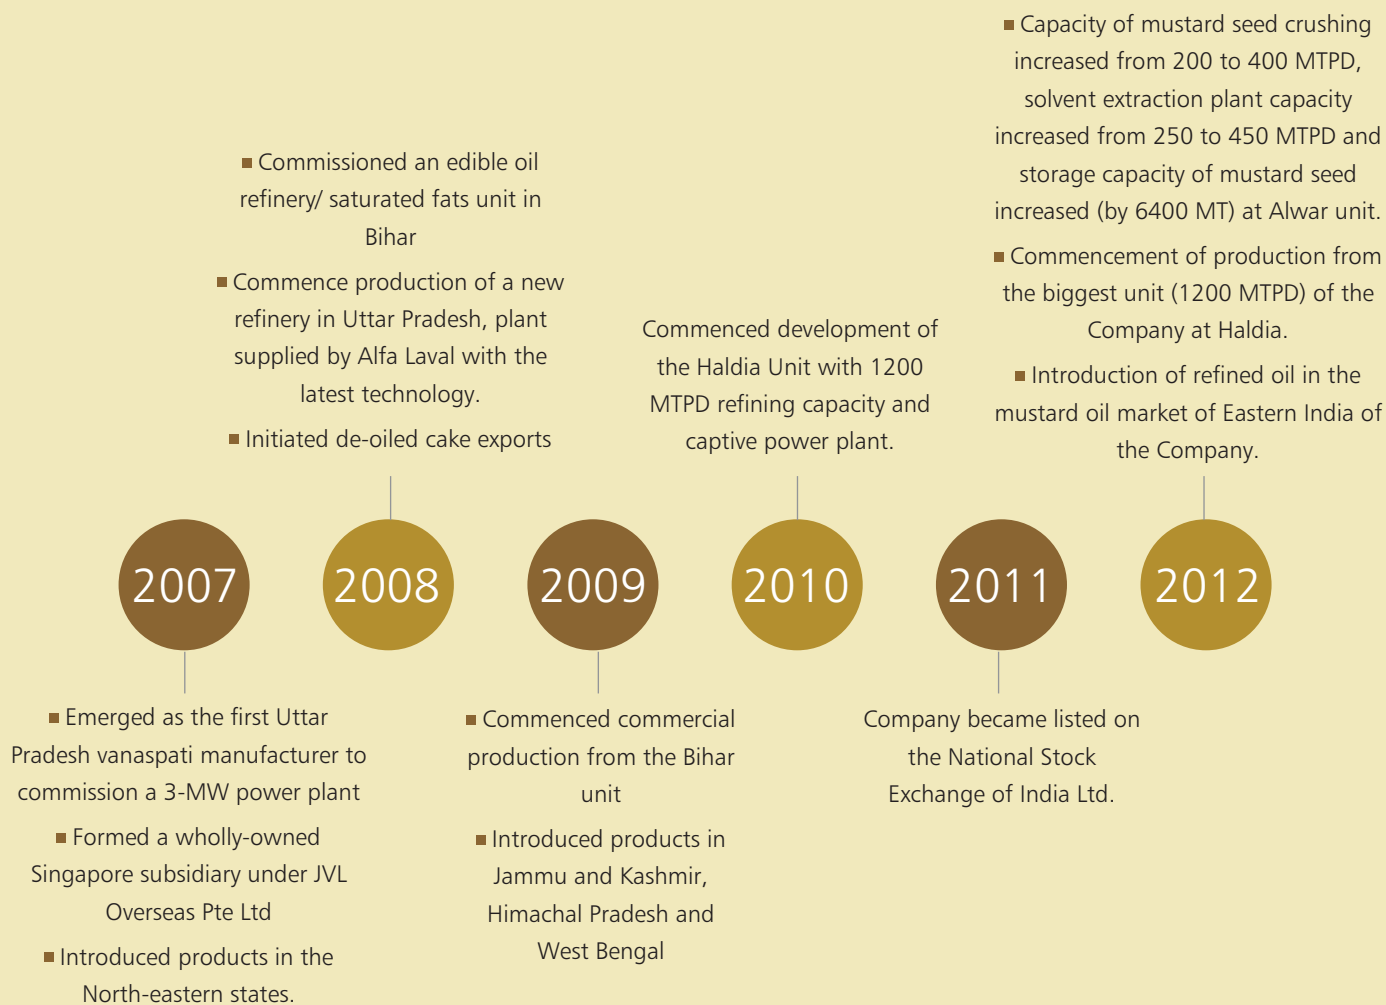 ■ Capacity of mustard seed crushing
increased from 200 to 400 MTPD,
solvent extraction plant capacity
increased from 250 to 450 MTPD and
storage capacity of mustard seed
increased (by 6400 MT) at Alwar unit.
■ Commencement of production from
the biggest unit (1200 MTPD) of the
Company at Haldia.
■ Introduction of refined oil in the
mustard oil market of Eastern India of
the Company.
■ Commissioned an edible oil
refinery/ saturated fats unit in
Bihar
■ Commence production of a new
refinery in Uttar Pradesh, plant
supplied by Alfa Laval with the
latest technology.
■ Initiated de-oiled cake exports
Commenced development of
the Haldia Unit with 1200
MTPD refining capacity and
captive power plant.
2007
2008
2009
2010
2011
2012
■ Emerged as the first Uttar
Pradesh vanaspati manufacturer to
commission a 3-MW power plant
■ Formed a wholly-owned
Singapore subsidiary under JVL
Overseas Pte Ltd
■ Introduced products in the
North-eastern states.
■ Commenced commercial
production from the Bihar
unit
■ Introduced products in
Jammu and Kashmir,
Himachal Pradesh and
West Bengal
Company became listed on
the National Stock
Exchange of India Ltd.